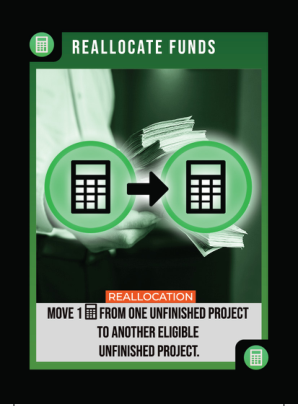 REALLOCATE FUNDS
REALLOCATION
MOVE 1 FROM ONE UNFINISHED PROJECT
TO ANOTHER ELIGIBLE
UNFINISHED PROJECT.